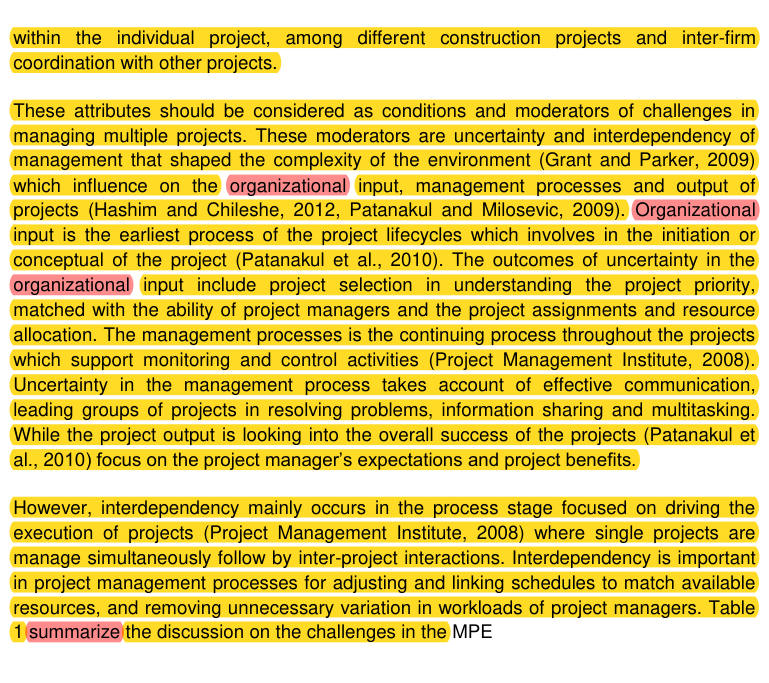 within the individual project, among different construction projects and inter-firm
coordination with other projects.
These attributes should be considered as conditions and moderators of challenges in
managing multiple projects. These moderators are uncertainty and interdependency of
management that shaped the complexity of the environment (Grant and Parker, 2009)
which influence on the organizational input, management processes and output of
projects (Hashim and Chileshe, 2012, Patanakul and Milosevic, 2009). Organizational
input is the earliest process of the project lifecycles which involves in the initiation or
conceptual of the project (Patanakul et al., 2010). The outcomes of uncertainty in the
organizational input include project selection in understanding the project priority,
matched with the ability of project managers and the project assignments and resource
allocation. The management processes is the continuing process throughout the projects
which support monitoring and control activities (Project Management Institute, 2008).
Uncertainty in the management process takes account of effective communication,
leading groups of projects in resolving problems, information sharing and multitasking.
While the project output is looking into the overall success of the projects (Patanakul et
al., 2010) focus on the project manager's expectations and project benefits.
However, interdependency mainly occurs in the process stage focused on driving the
execution of projects (Project Management Institute, 2008) where single projects are
manage simultaneously follow by inter-project interactions. Interdependency is important
in project management processes for adjusting and linking schedules to match available
resources, and removing unnecessary variation in workloads of project managers. Table
1 summarize the discussion on the challenges in the MPE